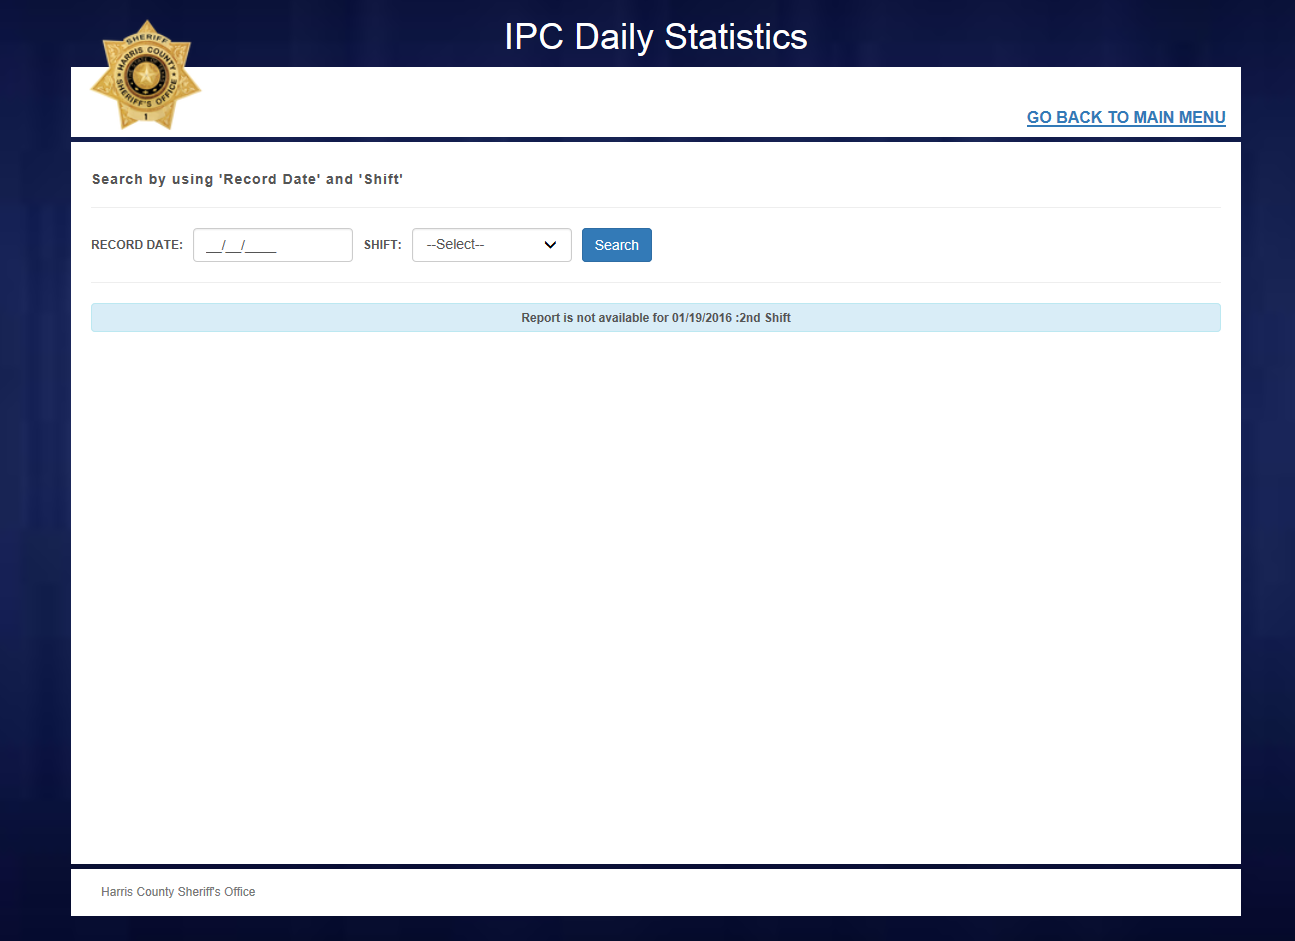 IPC Daily Statistics
SHERIFF
HARRIS COUNTY
SHERIFF'S OFFICE
1
GO BACK TO MAIN MENU
Search by using 'Record Date' and 'Shift'
RECORD DATE: __/__/____ SHIFT: --Select-- Search
Report is not available for 01/19/2016 :2nd Shift
Harris County Sheriff's Office